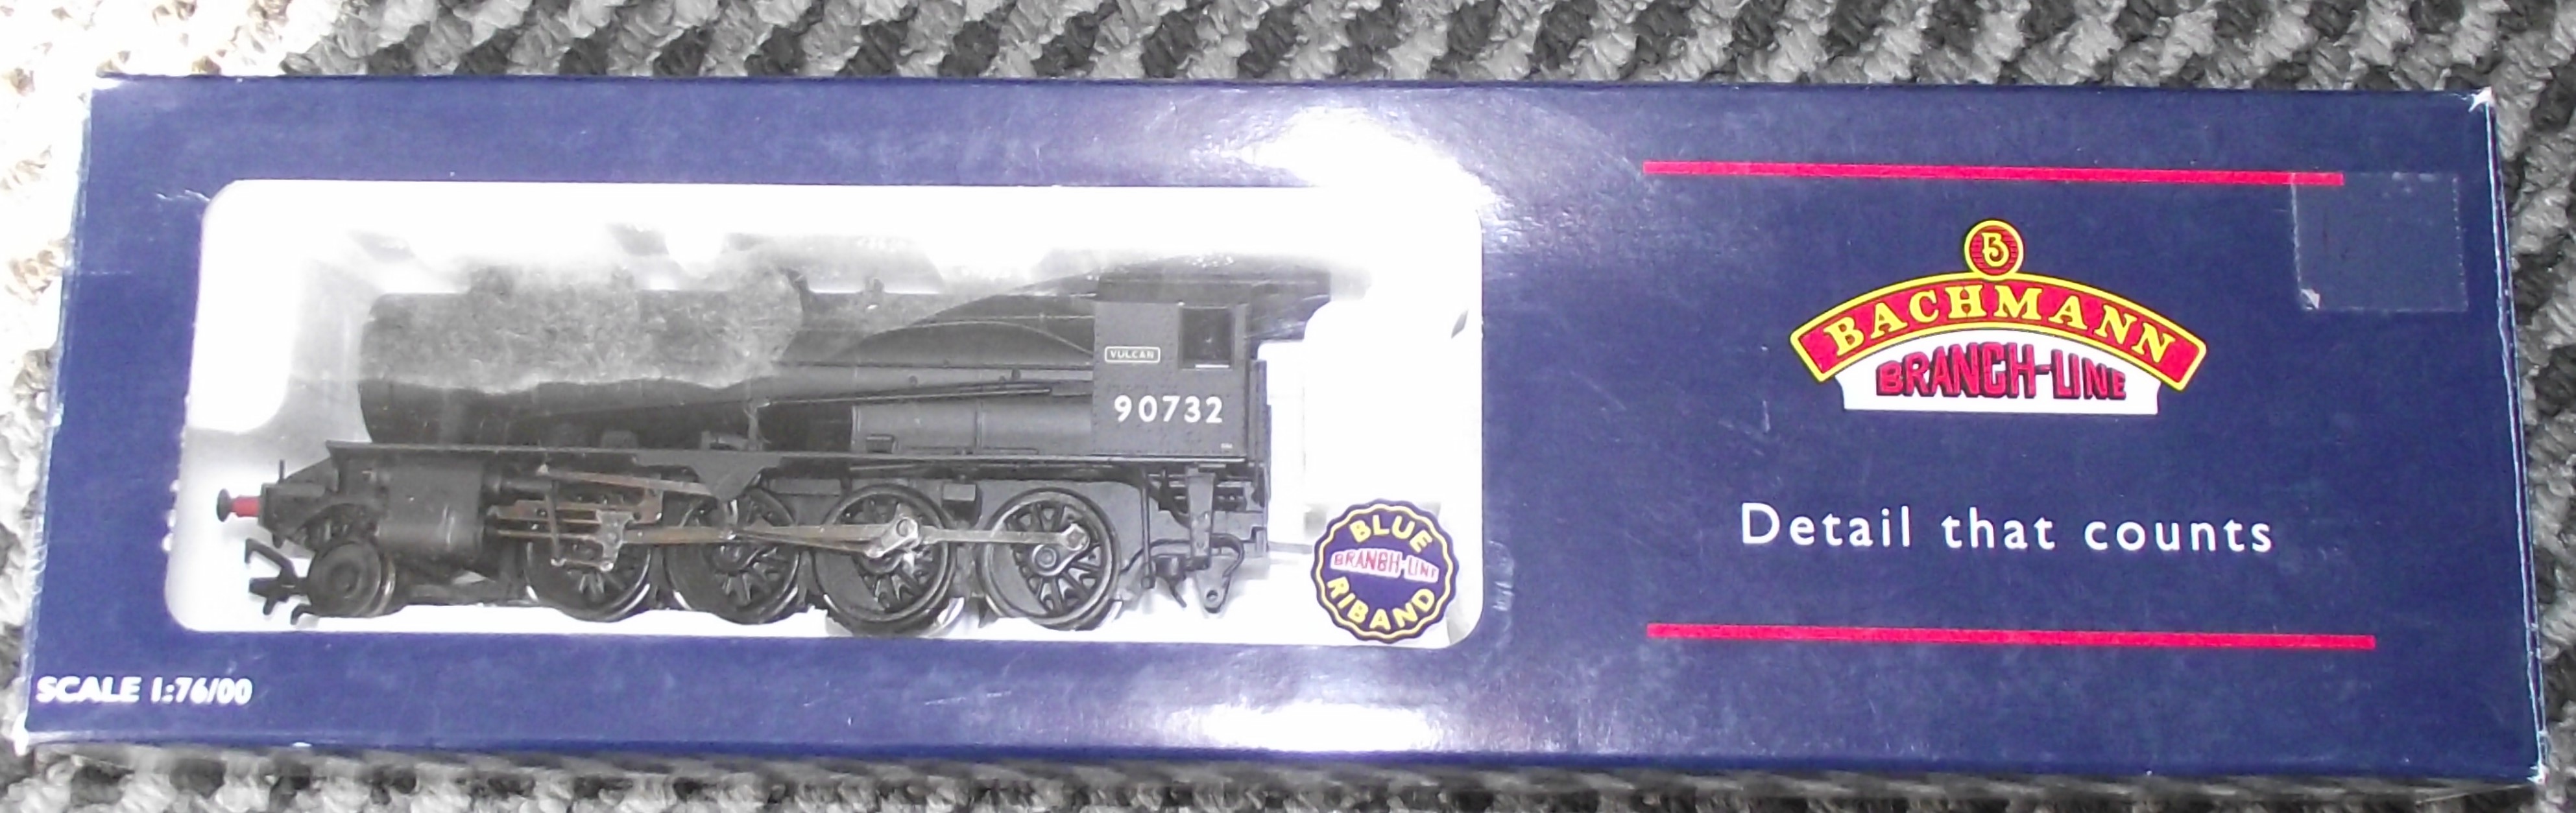 VULCAN
90732
BLUE
BRANCH-LINE
RIBAND
SCALE 1:76/00
B
BACHMANN
BRANCH-LINE
Detail that counts